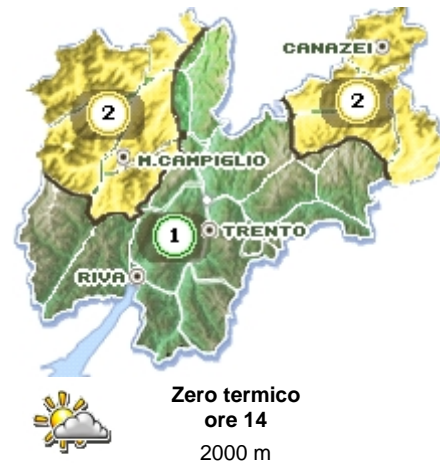 CANAZEI
2
2
M.CAMPIGLIO
1
TRENTO
RIVA
Zero termico
ore 14
2000 m